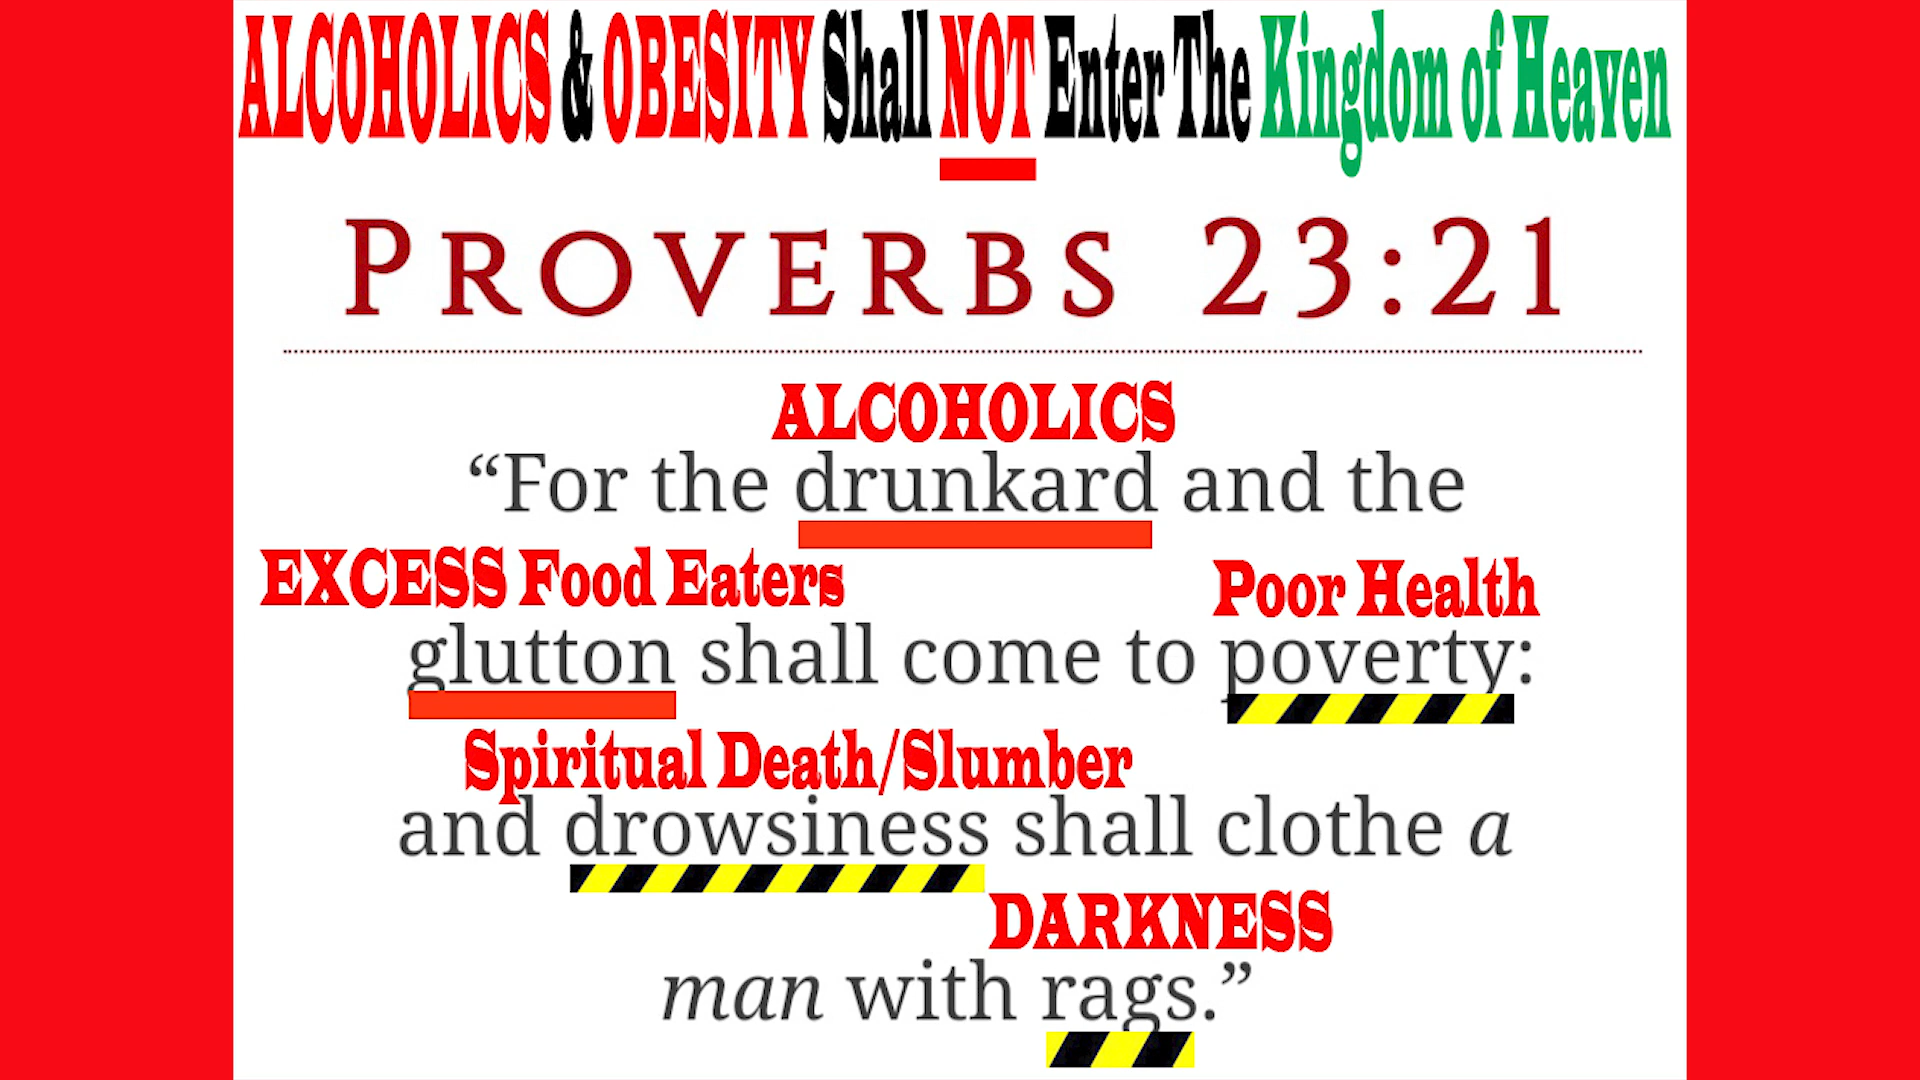 ALCOHOLICS & OBESITY Shall NOT Enter The Kingdom of Heaven
PROVERBS 23:21
ALCOHOLICS
“For the drunkard and the
EXCESS Food Eaters Poor Health
glutton shall come to poverty:
Spiritual Death/Slumber
and drowsiness shall clothe a
DARKNESS
man with rags.”